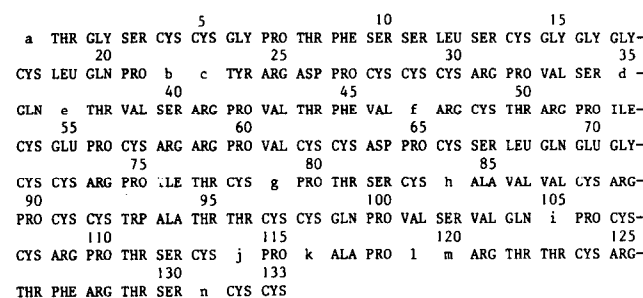 5 10 15
a THR GLY SER CYS CYS GLY PRO THR PHE SER SER LEU SER CYS GLY GLY GLY-
20 25 30 35
CYS LEU GLN PRO b c TYR ARG ASP PRO CYS CYS CYS ARG PRO VAL SER d-
40 45 50
GLN e THR VAL SER ARG PRO VAL THR PHE VAL f ARG CYS THR ARG PRO ILE-
55 60 65 70
CYS GLU PRO CYS ARG ARG PRO VAL CYS CYS ASP PRO CYS SER LEU GLN GLU GLY-
75 80 85
CYS CYS ARG PRO ILE THR CYS g PRO THR SER CYS h ALA VAL VAL CYS ARG-
90 95 100 105
PRO CYS CYS TRP ALA THR THR CYS CYS GLN PRO VAL SER VAL GLN i PRO CYS-
110 115 120 125
CYS ARG PRO THR SER CYS j PRO k ALA PRO l m ARG THR THR CYS ARG-
130 133
THR PHE ARG THR SER n CYS CYS